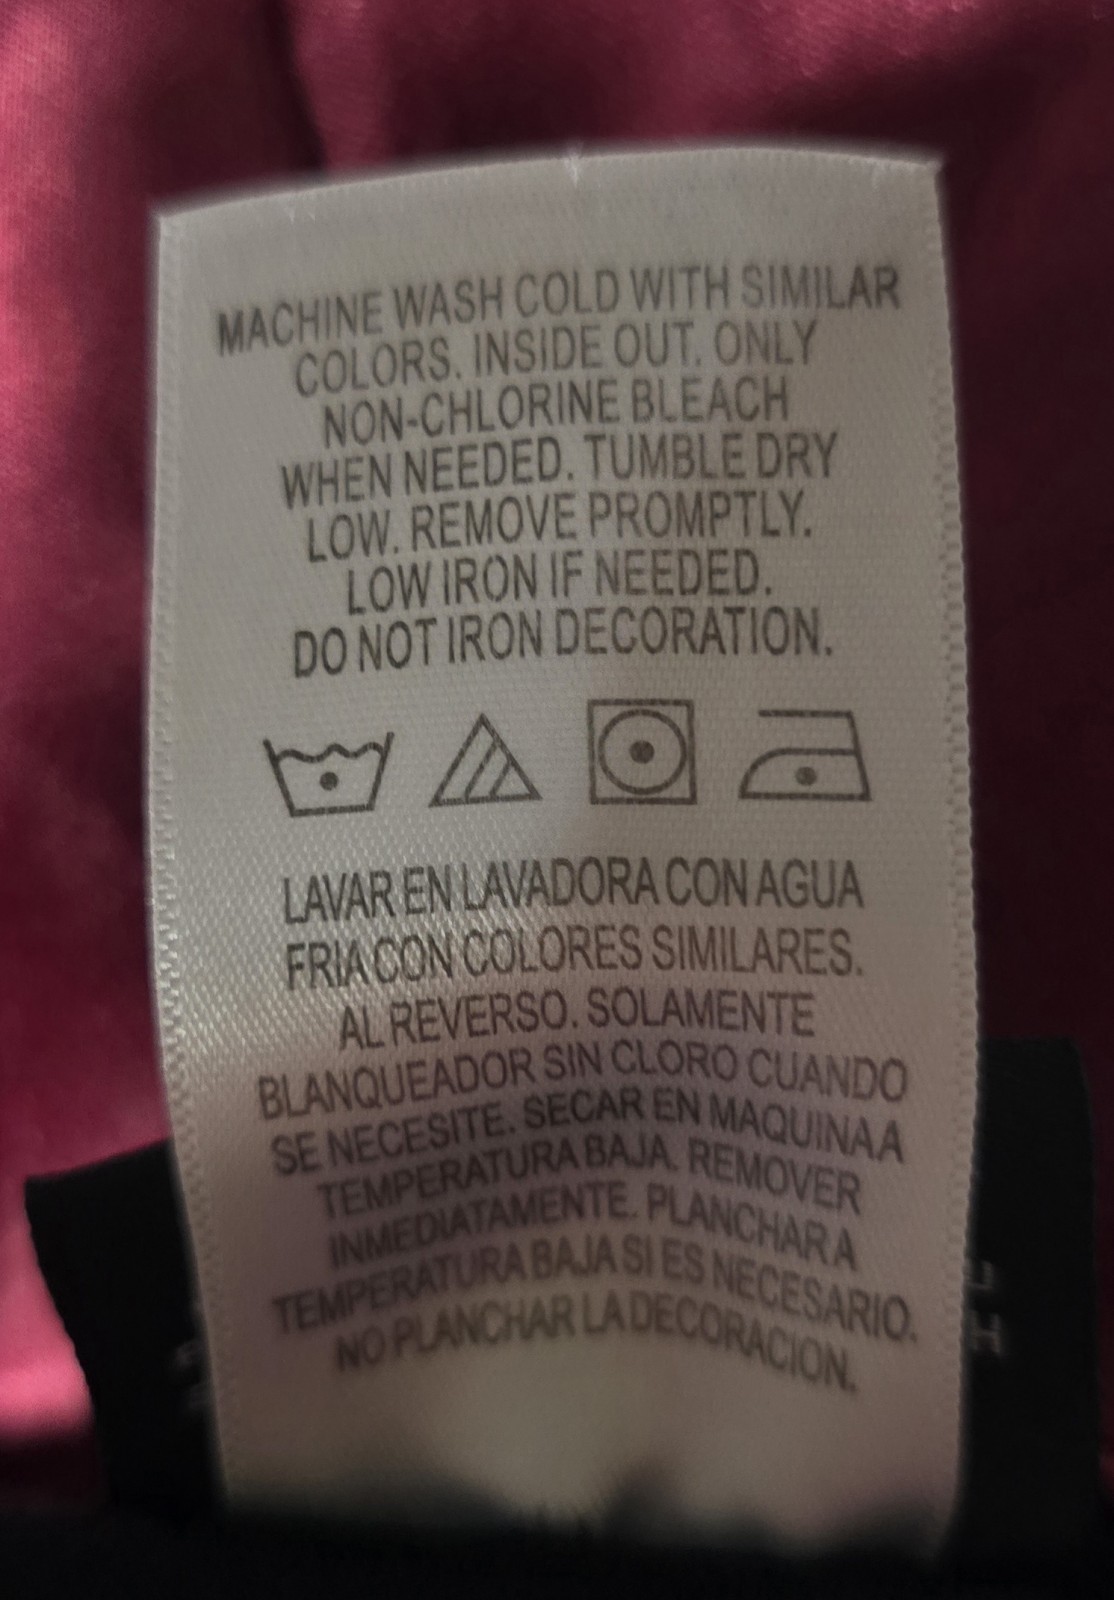 MACHINE WASH COLD WITH SIMILAR
COLORS. INSIDE OUT. ONLY
NON-CHLORINE BLEACH
WHEN NEEDED. TUMBLE DRY
LOW. REMOVE PROMPTLY.
LOW IRON IF NEEDED.
DO NOT IRON DECORATION.
LAVAR EN LAVADORA CON AGUA
FRIA CON COLORES SIMILARES.
AL REVERSO. SOLAMENTE
BLANQUEADOR SIN CLORO CUANDO
SE NECESITE. SECAR EN MAQUINA A
TEMPERATURA BAJA. REMOVER
INMEDIATAMENTE. PLANCHAR A
TEMPERATURA BAJA SI ES NECESARIO.
NO PLANCHAR LA DECORACION.